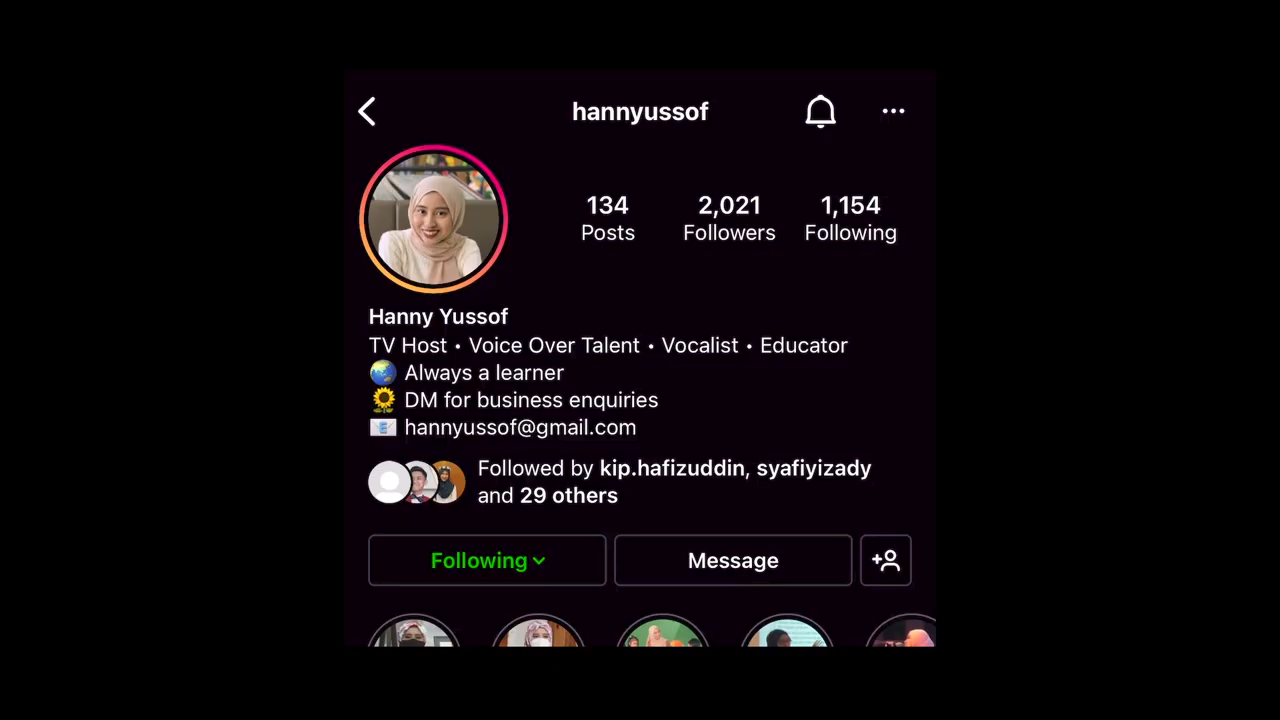 hannyussof
134 2,021 1,154
Posts Followers Following
Hanny Yussof
TV Host • Voice Over Talent • Vocalist • Educator
🌏 Always a learner
🌻 DM for business enquiries
📧 hannyussof@gmail.com
Followed by kip.hafizuddin, syafiyizady
and 29 others
Following Message